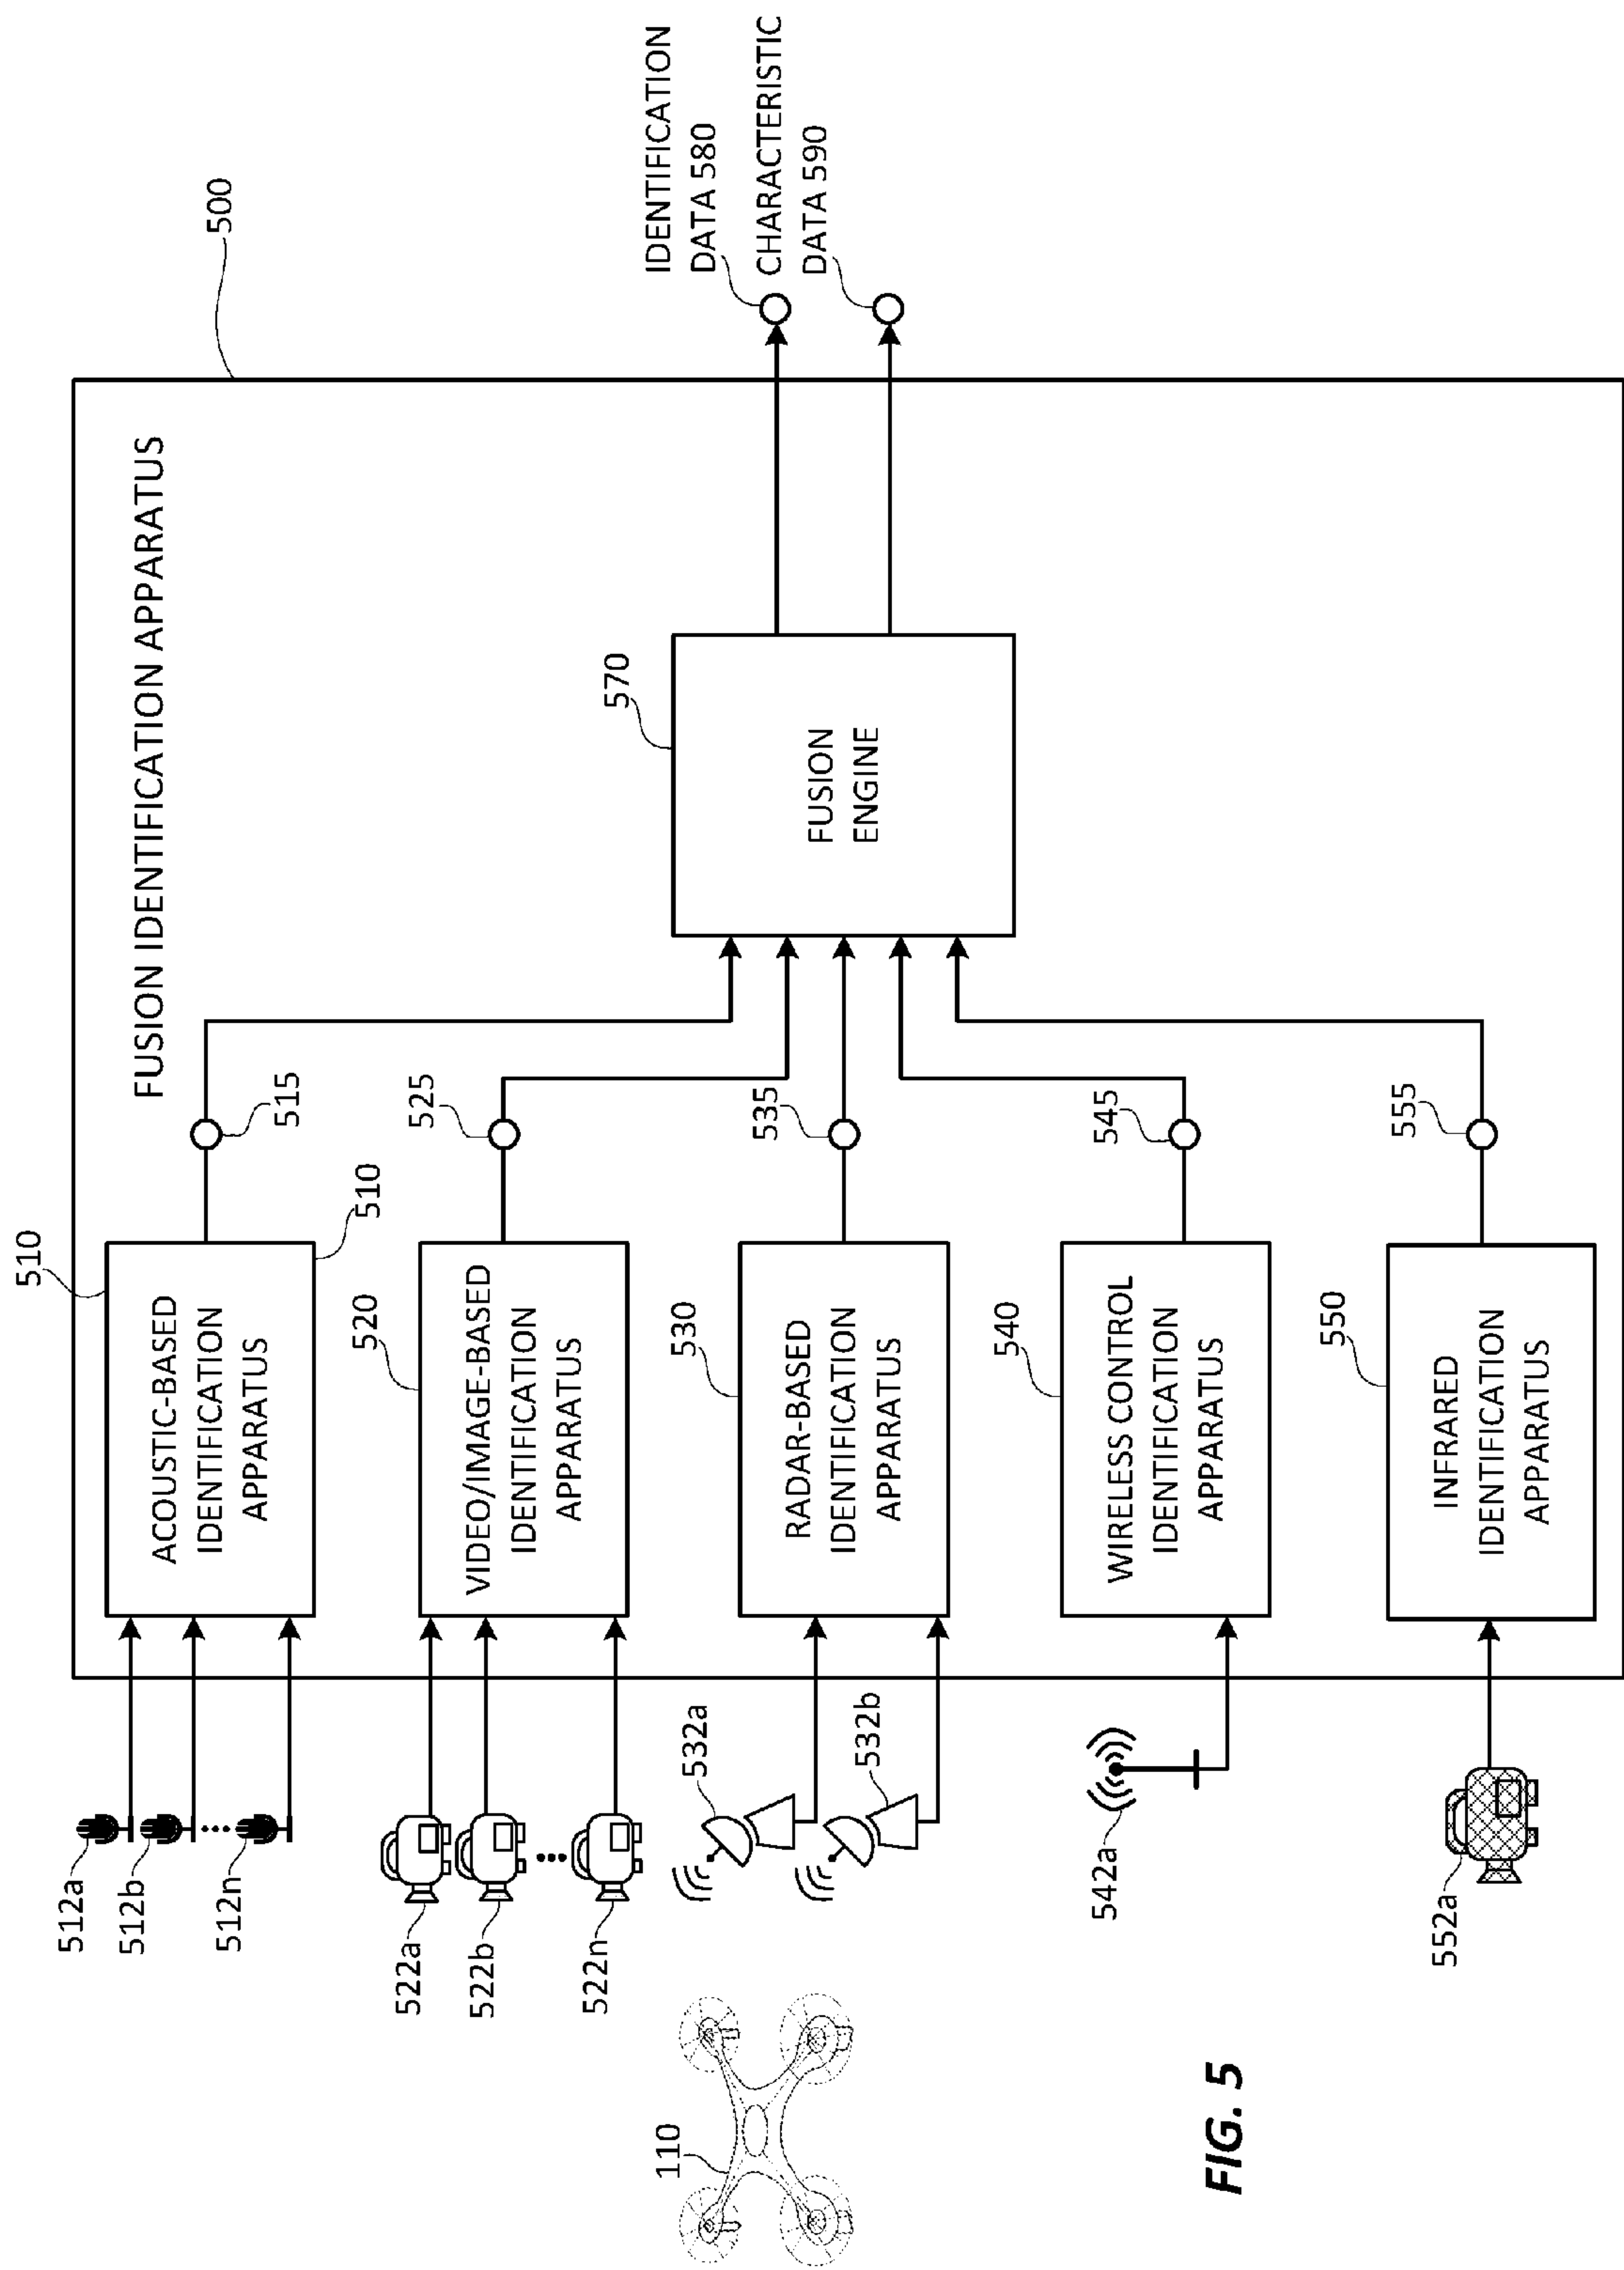 500
FUSION IDENTIFICATION APPARATUS
510
512a
512b
512n
ACOUSTIC-BASED
IDENTIFICATION
APPARATUS
510
515
522a
522b
522n
520
VIDEO/IMAGE-BASED
IDENTIFICATION
APPARATUS
525
110
532a
532b
530
RADAR-BASED
IDENTIFICATION
APPARATUS
535
570
FUSION
ENGINE
IDENTIFICATION
DATA 580
CHARACTERISTIC
DATA 590
542a
540
WIRELESS CONTROL
IDENTIFICATION
APPARATUS
545
552a
550
INFRARED
IDENTIFICATION
APPARATUS
555
FIG. 5